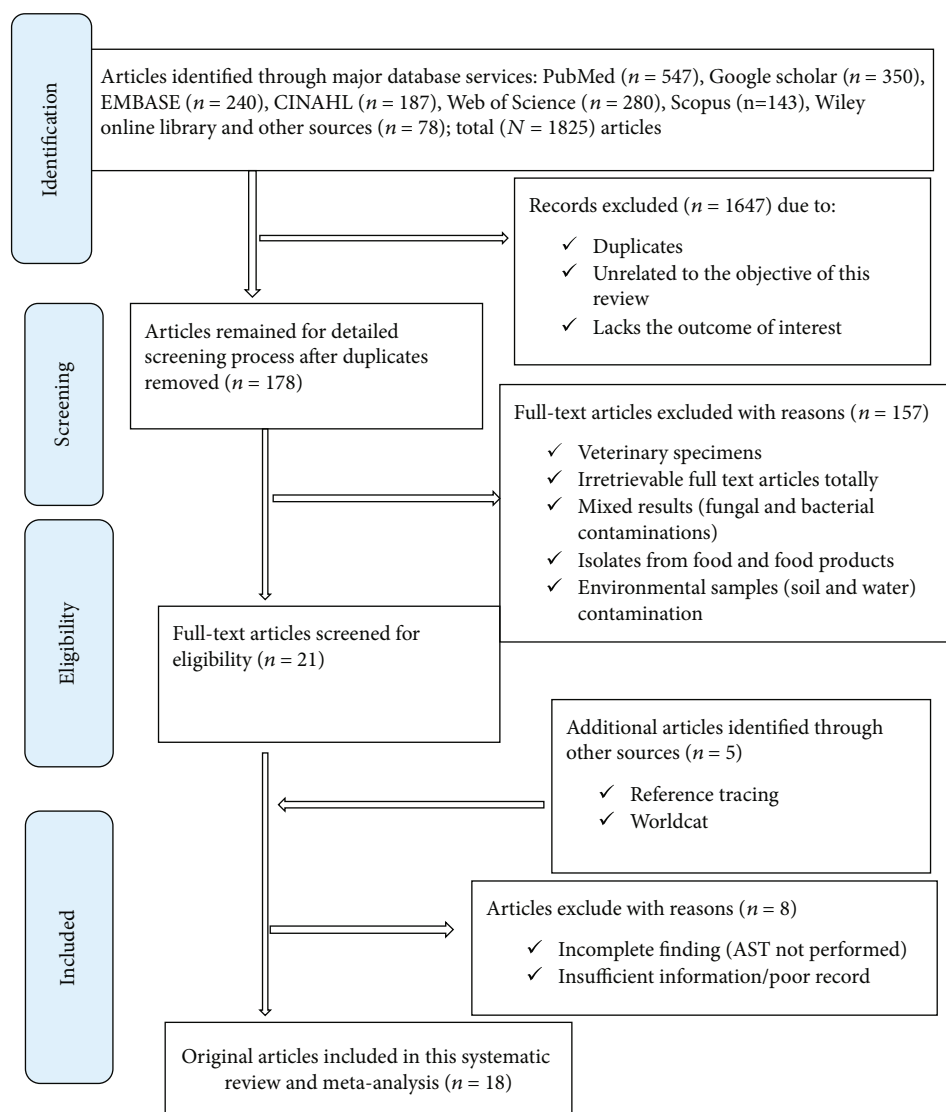 Identification
Articles identified through major database services: PubMed (n = 547), Google scholar (n = 350),
EMBASE (n = 240), CINAHL (n = 187), Web of Science (n = 280), Scopus (n=143), Wiley
online library and other sources (n = 78); total (N = 1825) articles
Records excluded (n = 1647) due to:
✓ Duplicates
✓ Unrelated to the objective of this
review
✓ Lacks the outcome of interest
Screening
Articles remained for detailed
screening process after duplicates
removed (n = 178)
Full-text articles excluded with reasons (n = 157)
✓ Veterinary specimens
✓ Irretrievable full text articles totally
✓ Mixed results (fungal and bacterial
contaminations)
✓ Isolates from food and food products
✓ Environmental samples (soil and water)
contamination
Eligibility
Full-text articles screened for
eligibility (n = 21)
Additional articles identified through
other sources (n = 5)
✓ Reference tracing
✓ Worldcat
Included
Articles exclude with reasons (n = 8)
✓ Incomplete finding (AST not performed)
✓ Insufficient information/poor record
Original articles included in this systematic
review and meta-analysis (n = 18)